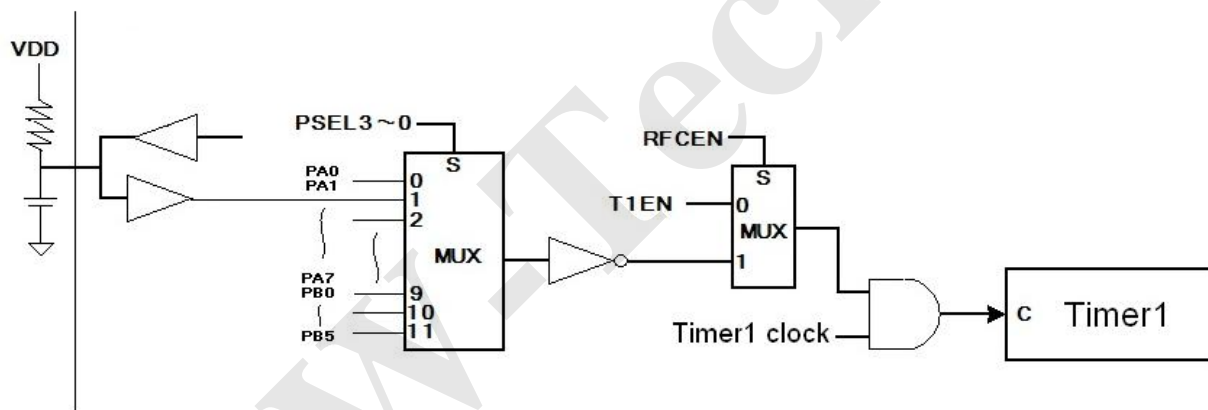 VDD
PSEL3~0
S
PA0
PA1
PA7
PB0
PB5
0
1
2
9
10
11
MUX
RFCEN
S
T1EN
0
MUX
1
Timer1 clock
C
Timer1
W-Tech